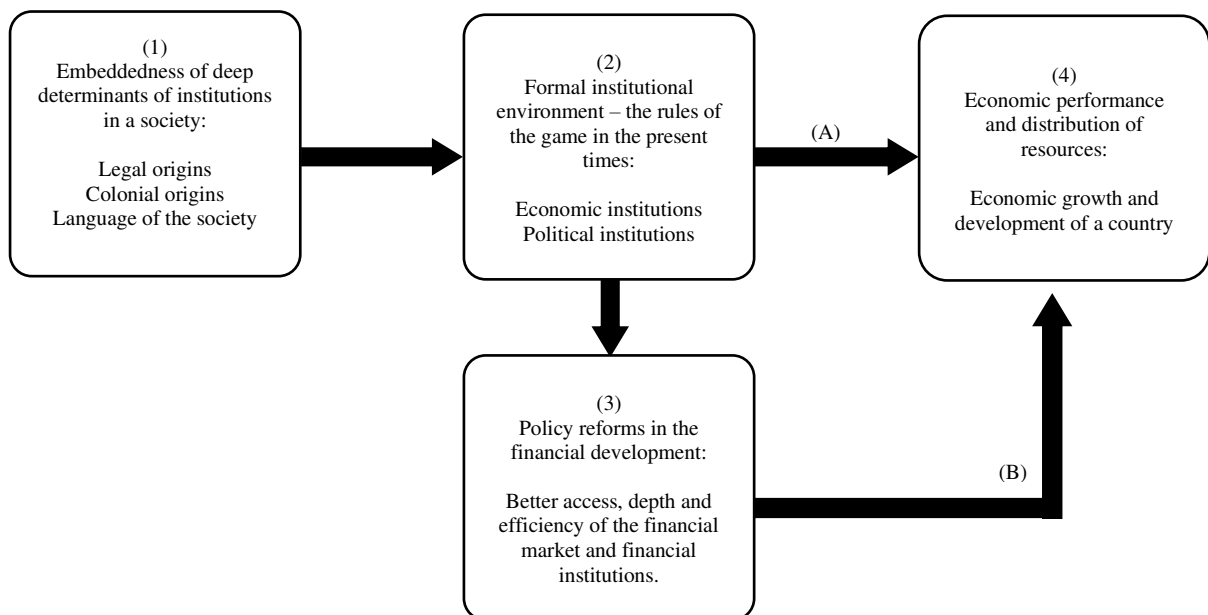 (1)
Embeddedness of deep
determinants of institutions
in a society:
Legal origins
Colonial origins
Language of the society
(2)
Formal institutional
environment – the rules of
the game in the present
times:
Economic institutions
Political institutions
(A)
(4)
Economic performance
and distribution of
resources:
Economic growth and
development of a country
(3)
Policy reforms in the
financial development:
Better access, depth and
efficiency of the financial
market and financial
institutions.
(B)